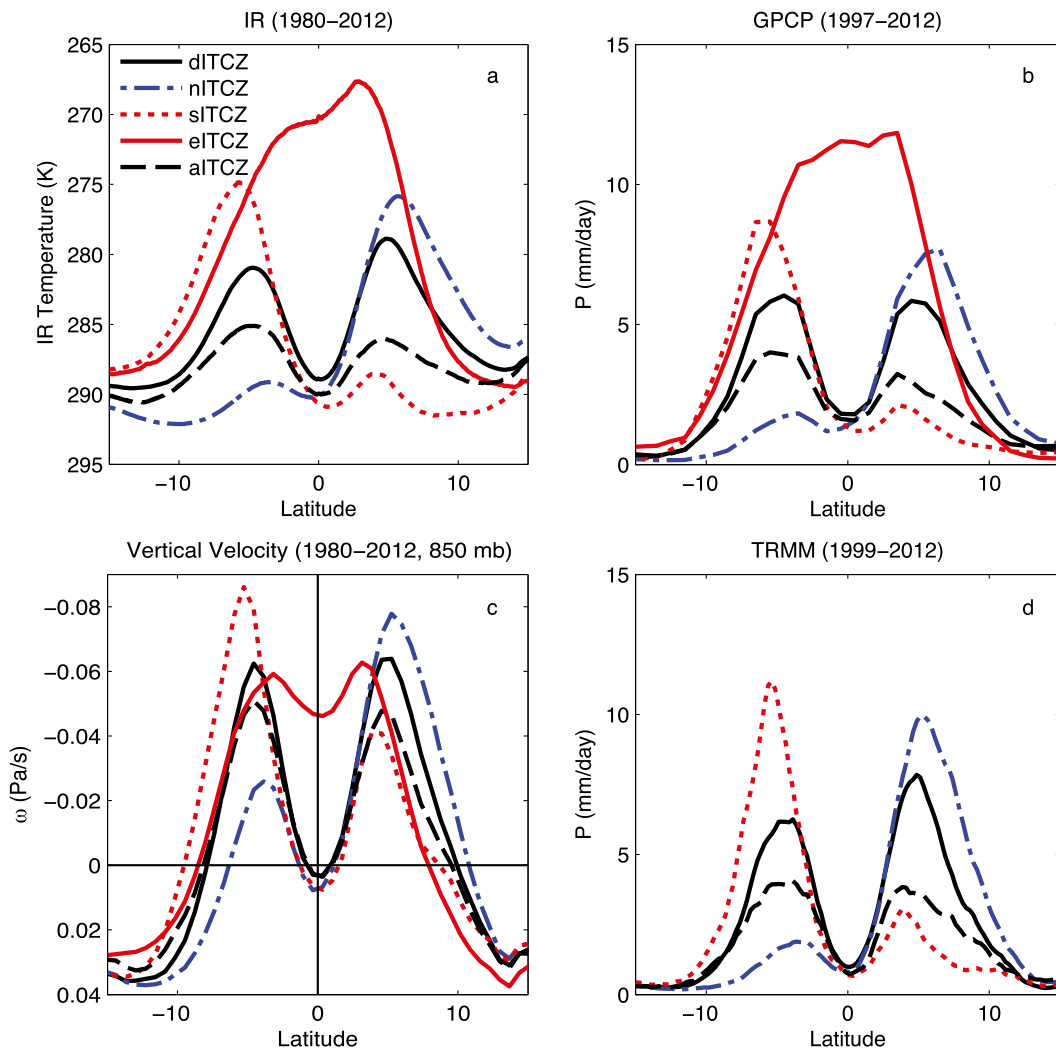 IR (1980−2012)
a
dITCZ
nITCZ
sITCZ
eITCZ
aITCZ
265
270
275
280
285
290
295
IR Temperature (K)
−10
0
10
Latitude
GPCP (1997−2012)
b
15
10
5
0
P (mm/day)
−10
0
10
Latitude
Vertical Velocity (1980−2012, 850 mb)
c
−0.08
−0.06
−0.04
−0.02
0
0.02
0.04
ω (Pa/s)
−10
0
10
Latitude
TRMM (1999−2012)
d
15
10
5
0
P (mm/day)
−10
0
10
Latitude